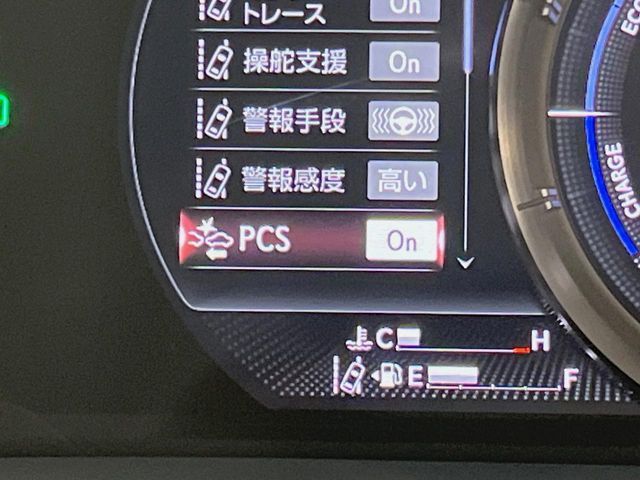 トレース On
操舵支援 On
警報手段
警報感度 高い
PCS On
C H
E F
ECO
CHARGE